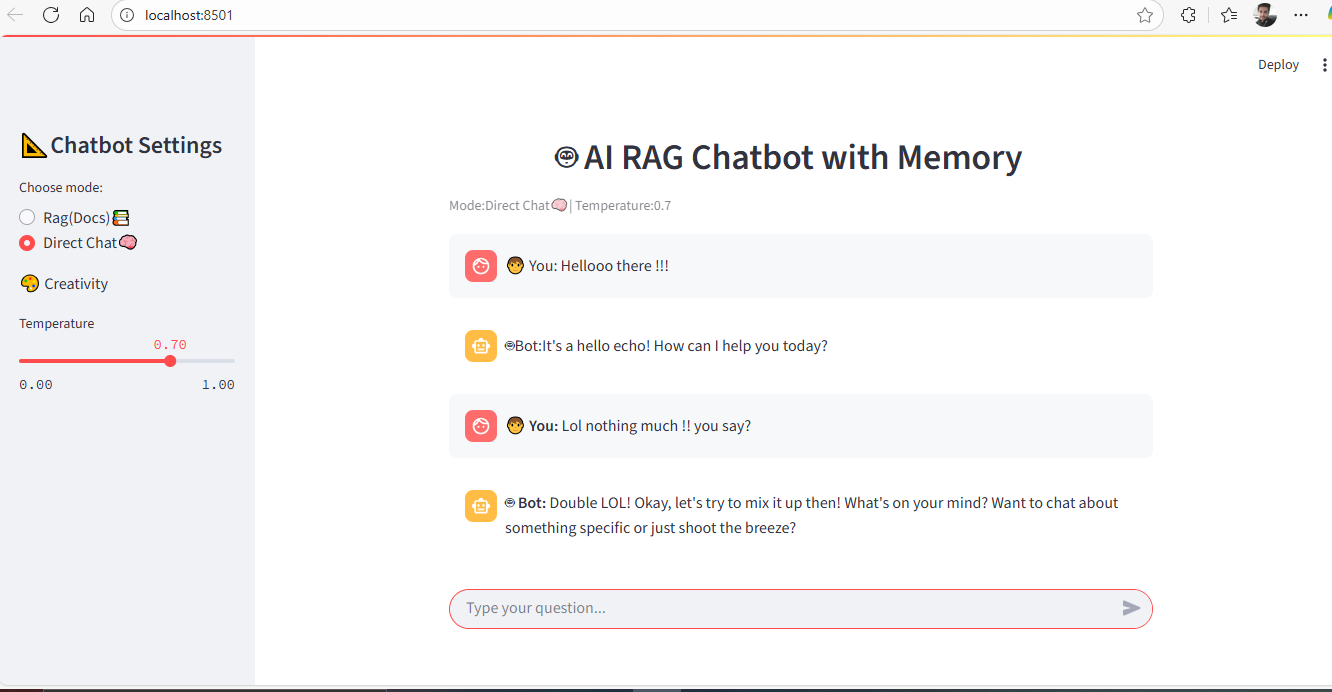 localhost:8501
Deploy
📐Chatbot Settings
Choose mode:
Rag(Docs)📚
Direct Chat🧠
🎨 Creativity
Temperature
0.70
0.00 1.00
AI RAG Chatbot with Memory
Mode:Direct Chat🧠| Temperature:0.7
🧑 You: Hellooo there !!!
Bot:It's a hello echo! How can I help you today?
🧑 You: Lol nothing much !! you say?
Bot: Double LOL! Okay, let's try to mix it up then! What's on your mind? Want to chat about
something specific or just shoot the breeze?
Type your question...